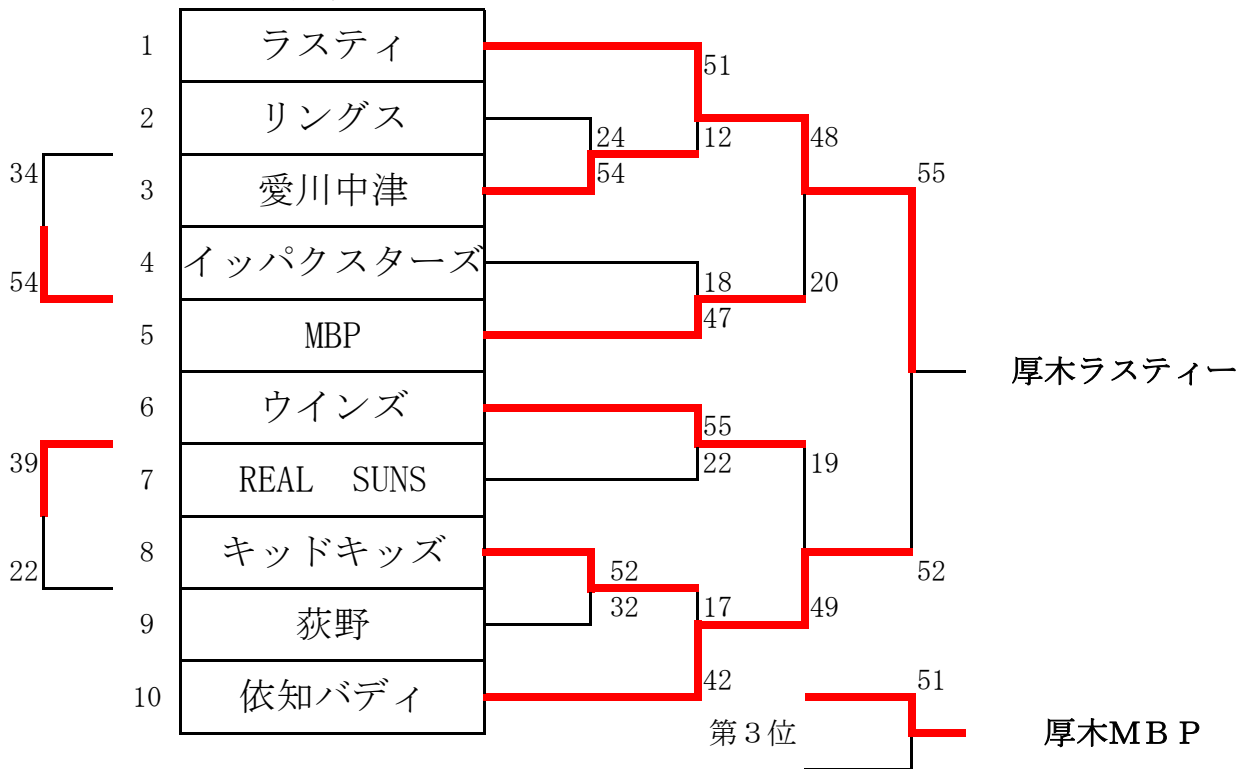 1 ラスティ 51
2 リングス 24 12 48
34 3 愛川中津 54 55
54 4 イッパクスターズ 18 20
5 MBP 47
厚木ラスティー
6 ウインズ 55
39 7 REAL SUNS 22 19
22 8 キッドキッズ 52 52
9 荻野 32 17 49
10 依知バディ 42 51
第3位 厚木MBP